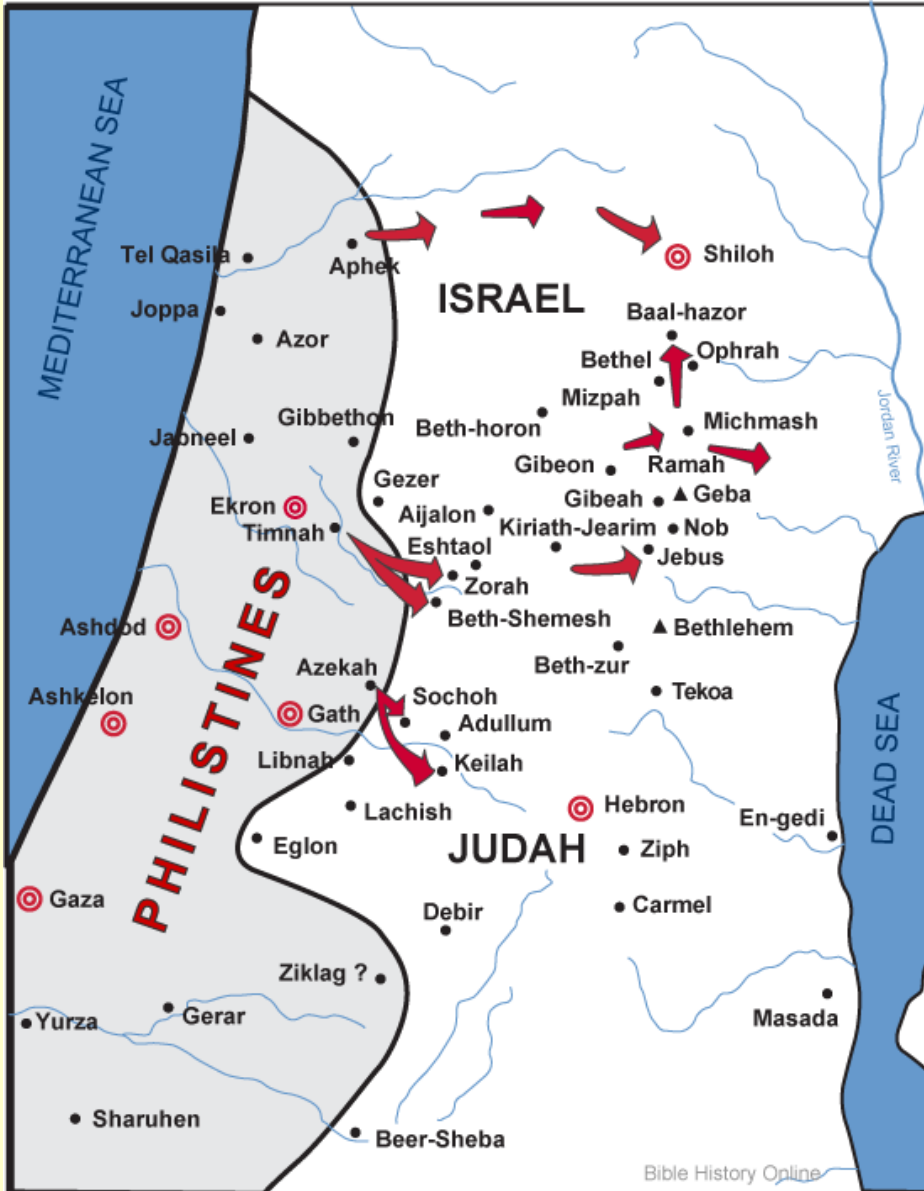 MEDITERRANEAN SEA
Tel Qasila
Aphek
Shiloh
ISRAEL
Joppa
Baal-hazor
Azor
Bethel
Ophrah
Mizpah
Jordan River
Gibbethon
Beth-horon
Michmash
Jabneel
Gibeon
Ramah
Gezer
Gibeah
Geba
Ekron
Aijalon
Kiriath-Jearim
Nob
Timnah
Eshtaol
Jebus
Zorah
Beth-Shemesh
Ashdod
Bethlehem
PHILISTINES
Beth-zur
Azekah
Sochoh
Tekoa
Ashkelon
Gath
Adullum
Libnah
Keilah
DEAD SEA
Lachish
Hebron
En-gedi
Eglon
JUDAH
Ziph
Gaza
Debir
Carmel
Ziklag ?
Yurza
Gerar
Masada
Sharuhen
Beer-Sheba
Bible History Online